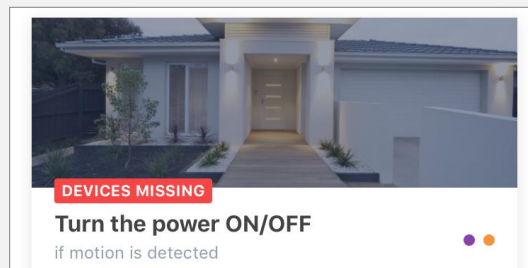 DEVICES MISSING
Turn the power ON/OFF
if motion is detected